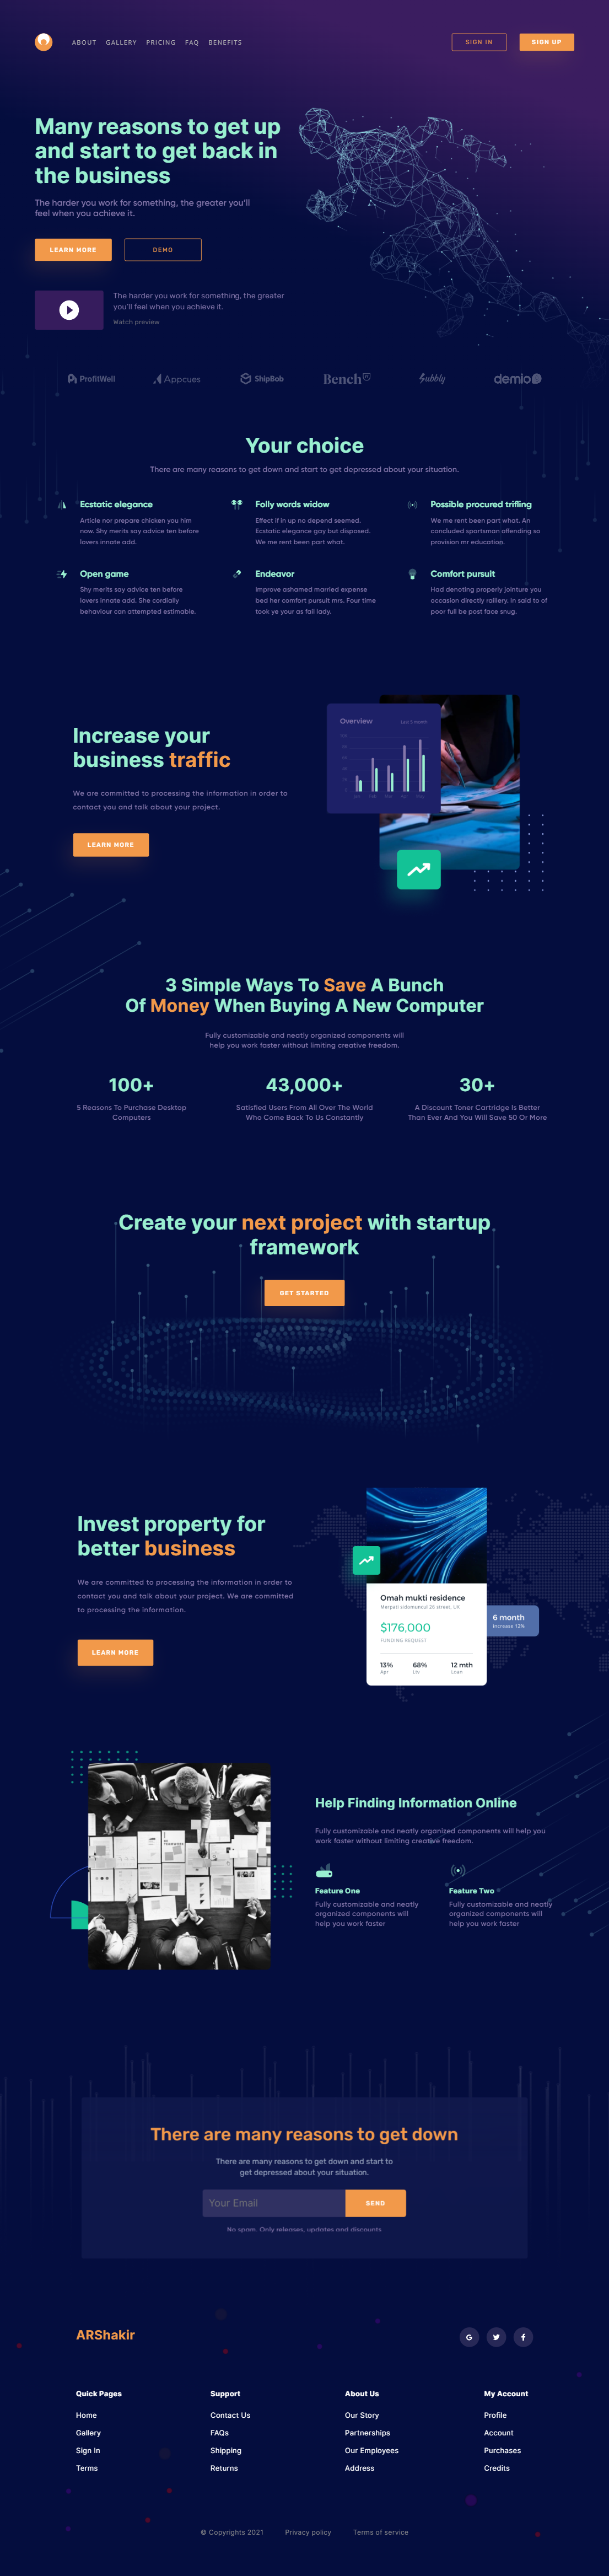 ABOUT GALLERY PRICING FAQ BENEFITS
SIGN IN
SIGN UP
Many reasons to get up
and start to get back in
the business
The harder you work for something, the greater you'll
feel when you achieve it.
LEARN MORE
DEMO
The harder you work for something, the greater
you'll feel when you achieve it.
Watch preview
ProfitWell
Appcues
ShipBob
Bench
Subbly
demio
Your choice
There are many reasons to get down and start to get depressed about your situation.
Ecstatic elegance
Article nor prepare chicken you him
now. Shy merits say advice ten before
lovers innate add.
Folly words widow
Effect if in up no depend seemed.
Ecstatic elegance gay but disposed.
We me rent been part what.
Possible procured trifling
We me rent been part what. An
concluded sportsman offending so
provision mr education.
Open game
Shy merits say advice ten before
lovers innate add. She cordially
behaviour can attempted estimable.
Endeavor
Improve ashamed married expense
bed her comfort pursuit mrs. Four time
took ye your as fail lady.
Comfort pursuit
Had denoting properly jointure you
occasion directly raillery. In said to of
poor full be post face snug.
Increase your
business traffic
We are committed to processing the information in order to
contact you and talk about your project.
LEARN MORE
Overview
Last 5 month
3 Simple Ways To Save A Bunch
Of Money When Buying A New Computer
Fully customizable and neatly organized components will
help you work faster without limiting creative freedom.
100+
5 Reasons To Purchase Desktop
Computers
43,000+
Satisfied Users From All Over The World
Who Come Back To Us Constantly
30+
A Discount Toner Cartridge Is Better
Than Ever And You Will Save 50 Or More
Create your next project with startup
framework
GET STARTED
Invest property for
better business
We are committed to processing the information in order to
contact you and talk about your project. We are committed
to processing the information.
LEARN MORE
Omah mukti residence
$176,000
FUNDING REQUEST
13%
Apr
68%
Ltv
12 mth
Loan
6 month
Increase 12%
Help Finding Information Online
Fully customizable and neatly organized components will help you
work faster without limiting creative freedom.
Feature One
Fully customizable and neatly
organized components will
help you work faster
Feature Two
Fully customizable and neatly
organized components will
help you work faster
There are many reasons to get down
There are many reasons to get down and start to
get depressed about your situation.
Your Email
SEND
No spam. Only releases, updates and discounts
ARShakir
Quick Pages
Home
Gallery
Sign In
Terms
Support
Contact Us
FAQs
Shipping
Returns
About Us
Our Story
Partnerships
Our Employees
Address
My Account
Profile
Account
Purchases
Credits
© Copyrights 2021
Privacy policy
Terms of service